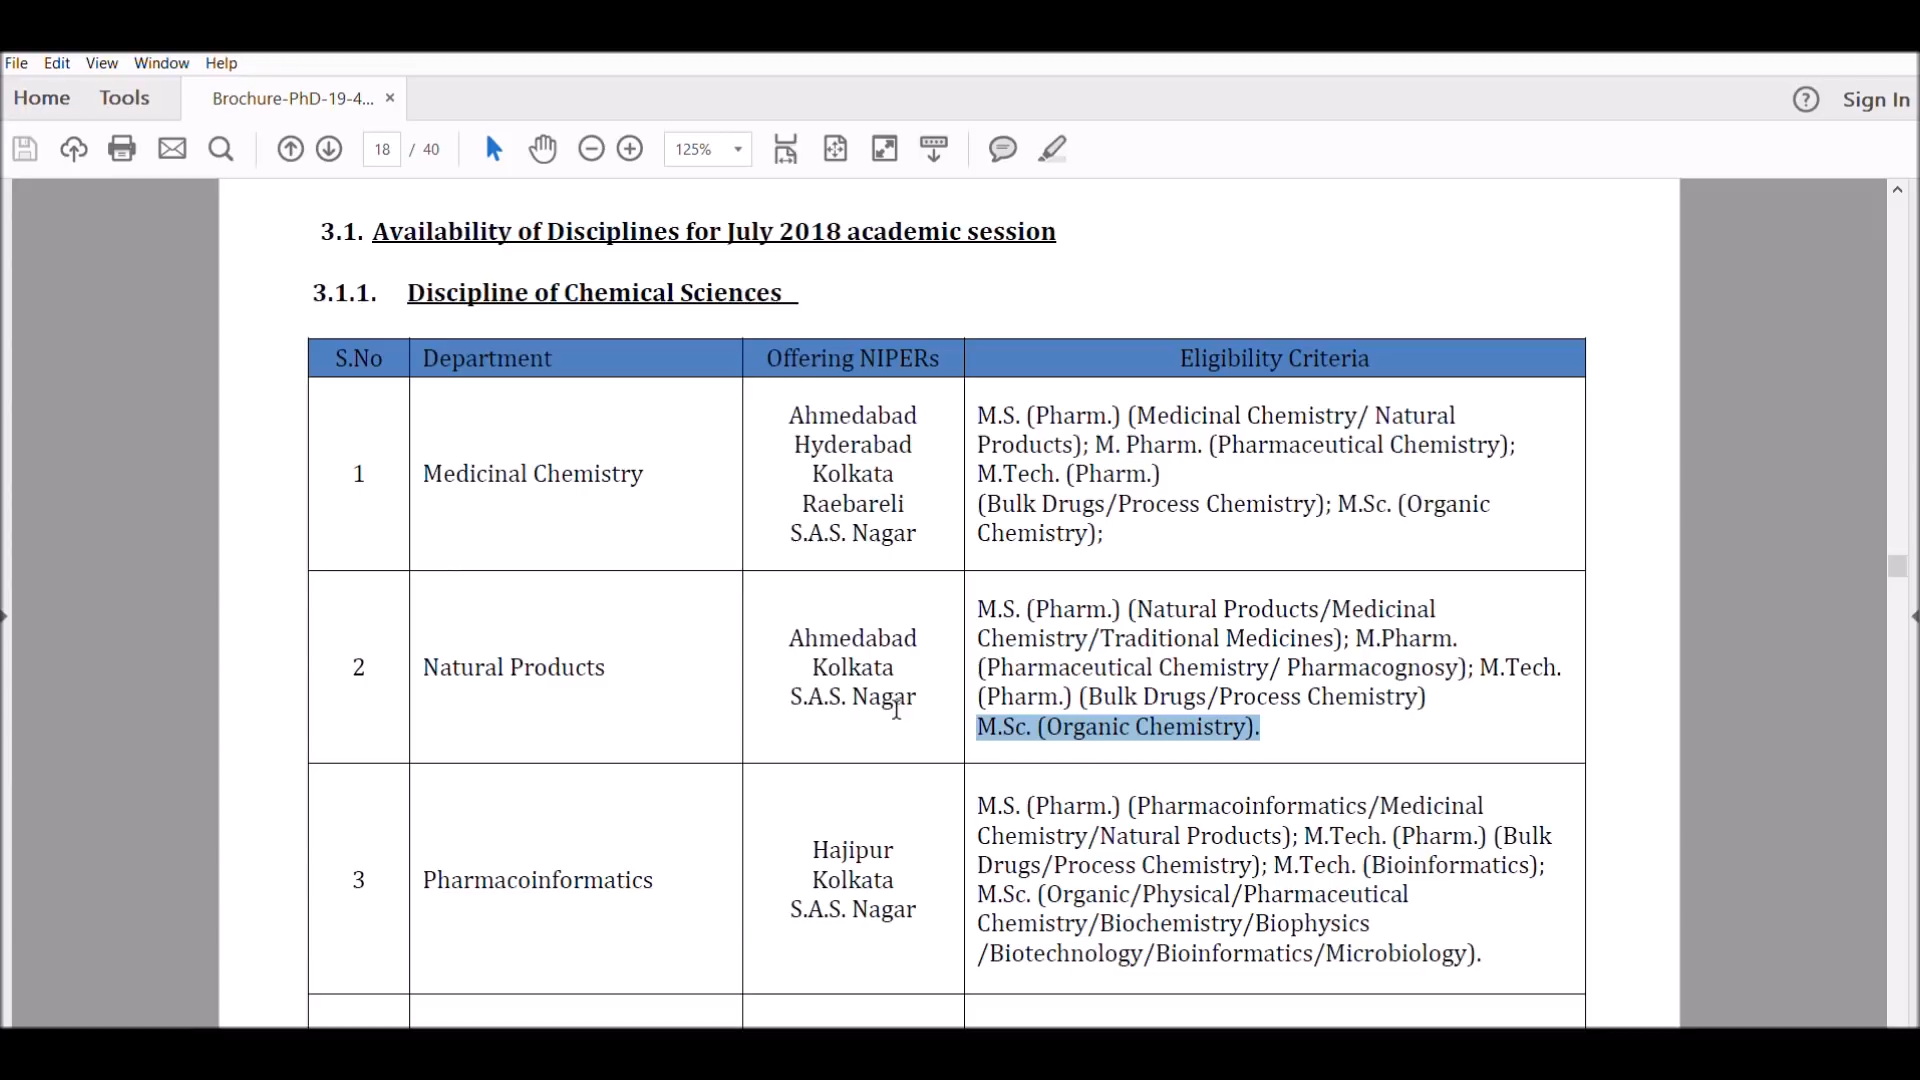 File Edit View Window Help
Home Tools Brochure-PhD-19-4... × ? Sign In
18 / 40 125%
3.1. Availability of Disciplines for July 2018 academic session
3.1.1. Discipline of Chemical Sciences
S.No Department Offering NIPERs Eligibility Criteria
1 Medicinal Chemistry
Ahmedabad
Hyderabad
Kolkata
Raebareli
S.A.S. Nagar
M.S. (Pharm.) (Medicinal Chemistry/ Natural
Products); M. Pharm. (Pharmaceutical Chemistry);
M.Tech. (Pharm.)
(Bulk Drugs/Process Chemistry); M.Sc. (Organic
Chemistry);
2 Natural Products
Ahmedabad
Kolkata
S.A.S. Nagar
M.S. (Pharm.) (Natural Products/Medicinal
Chemistry/Traditional Medicines); M.Pharm.
(Pharmaceutical Chemistry/ Pharmacognosy); M.Tech.
(Pharm.) (Bulk Drugs/Process Chemistry)
M.Sc. (Organic Chemistry).
3 Pharmacoinformatics
Hajipur
Kolkata
S.A.S. Nagar
M.S. (Pharm.) (Pharmacoinformatics/Medicinal
Chemistry/Natural Products); M.Tech. (Pharm.) (Bulk
Drugs/Process Chemistry); M.Tech. (Bioinformatics);
M.Sc. (Organic/Physical/Pharmaceutical
Chemistry/Biochemistry/Biophysics
/Biotechnology/Bioinformatics/Microbiology).